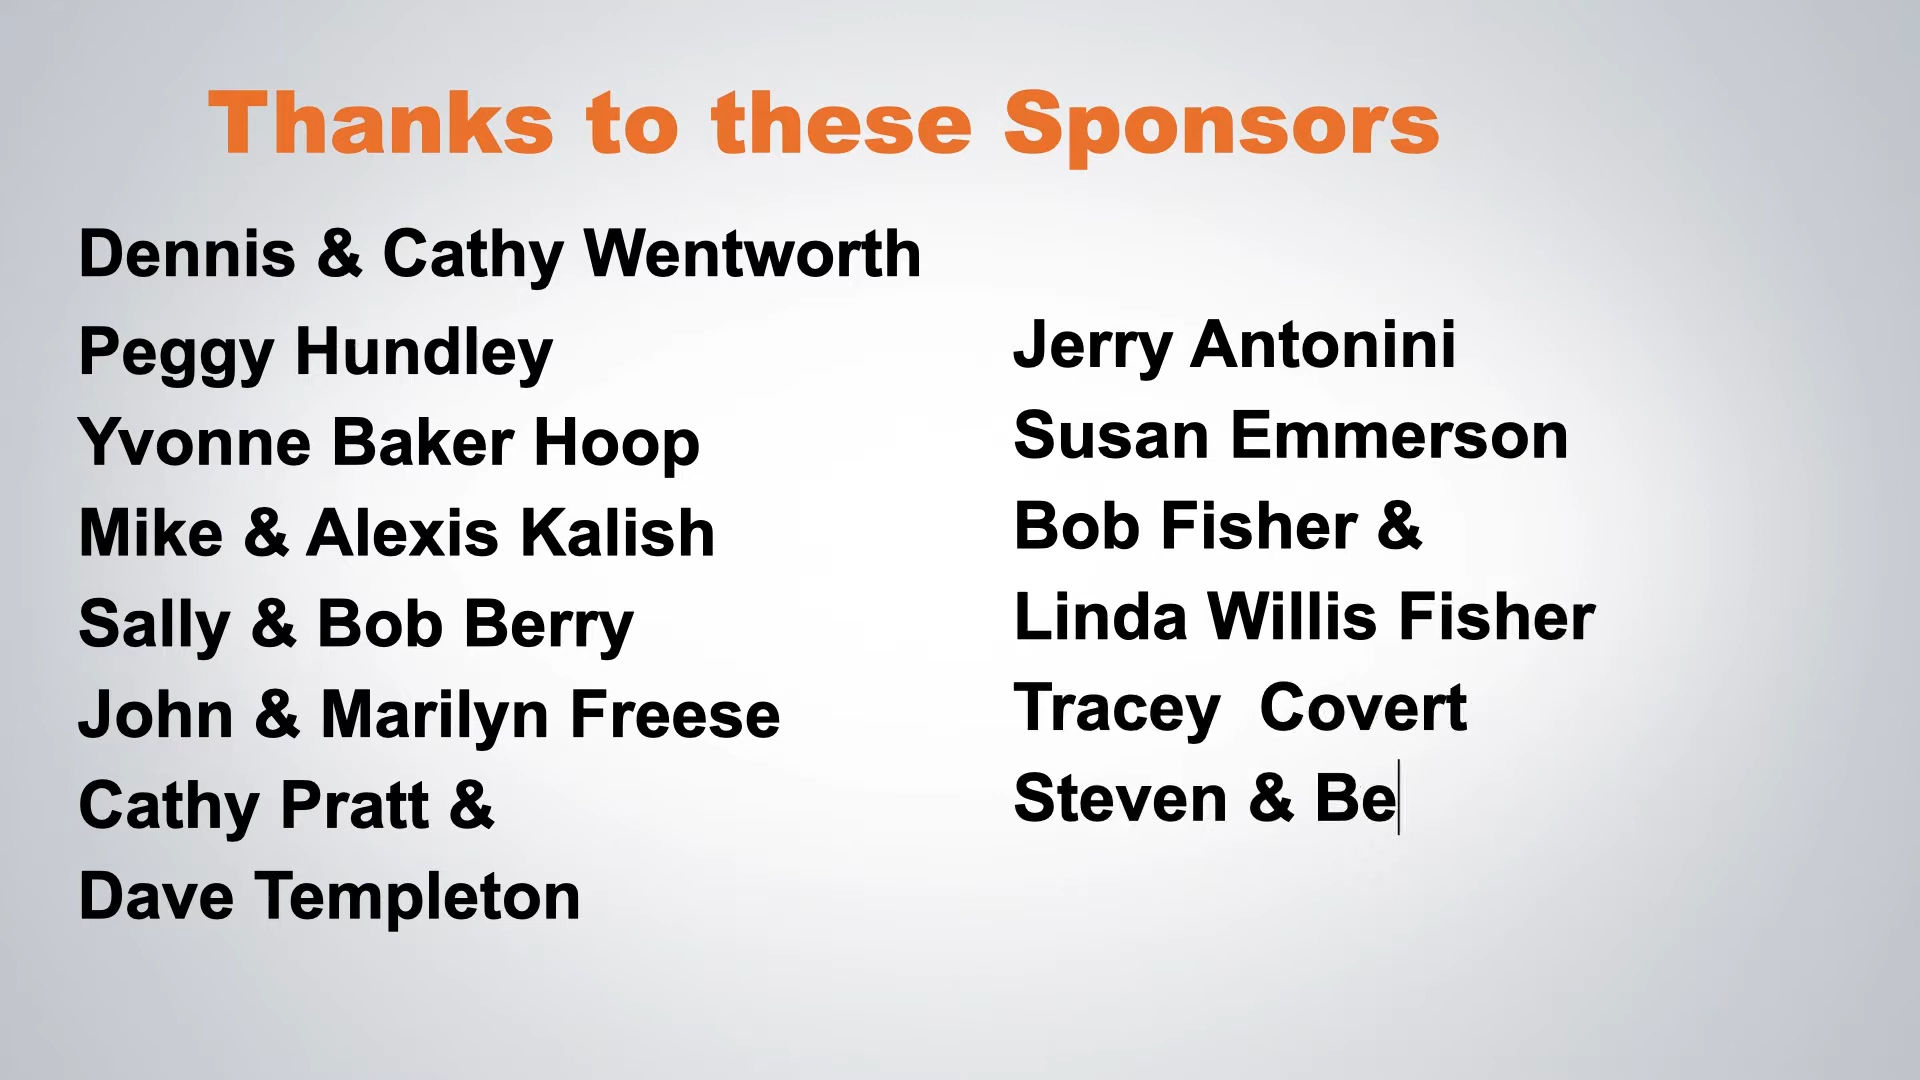 Thanks to these Sponsors
Dennis & Cathy Wentworth
Peggy Hundley
Yvonne Baker Hoop
Mike & Alexis Kalish
Sally & Bob Berry
John & Marilyn Freese
Cathy Pratt &
Dave Templeton
Jerry Antonini
Susan Emmerson
Bob Fisher &
Linda Willis Fisher
Tracey  Covert
Steven & Be